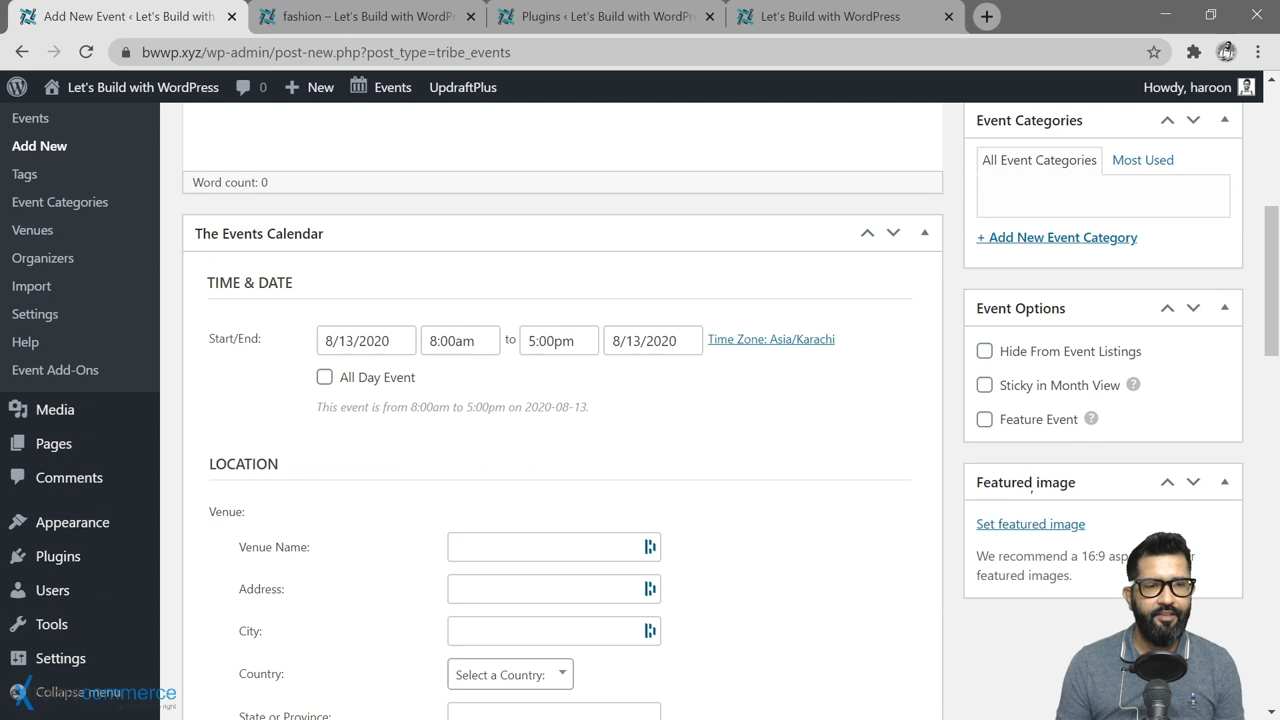 Add New Event ‹ Let's Build with
fashion – Let's Build with WordPr
Plugins ‹ Let's Build with WordPr
Let's Build with WordPress
bwwp.xyz/wp-admin/post-new.php?post_type=tribe_events
Let's Build with WordPress
0
New
Events
UpdraftPlus
Howdy, haroon
Events
Add New
Tags
Event Categories
Venues
Organizers
Import
Settings
Help
Event Add-Ons
Media
Pages
Comments
Appearance
Plugins
Users
Tools
Settings
Collapse menu
commerce
Word count: 0
The Events Calendar
TIME & DATE
Start/End:
8/13/2020
8:00am
to
5:00pm
8/13/2020
Time Zone: Asia/Karachi
All Day Event
This event is from 8:00am to 5:00pm on 2020-08-13.
LOCATION
Venue:
Venue Name:
Address:
City:
Country:
Select a Country:
State or Province:
Event Categories
All Event Categories
Most Used
+ Add New Event Category
Event Options
Hide From Event Listings
Sticky in Month View ?
Feature Event ?
Featured image
Set featured image
We recommend a 16:9
featured images.